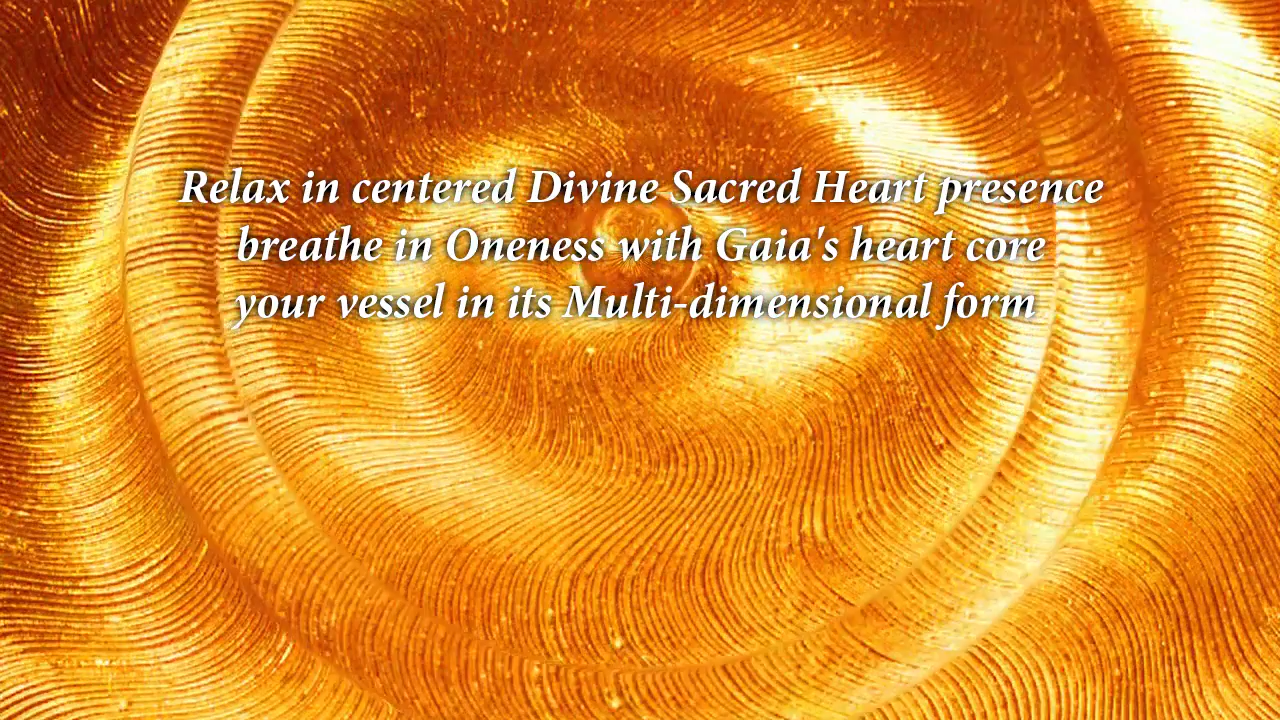 Relax in centered Divine Sacred Heart presence
breathe in Oneness with Gaia's heart core
your vessel in its Multi-dimensional form